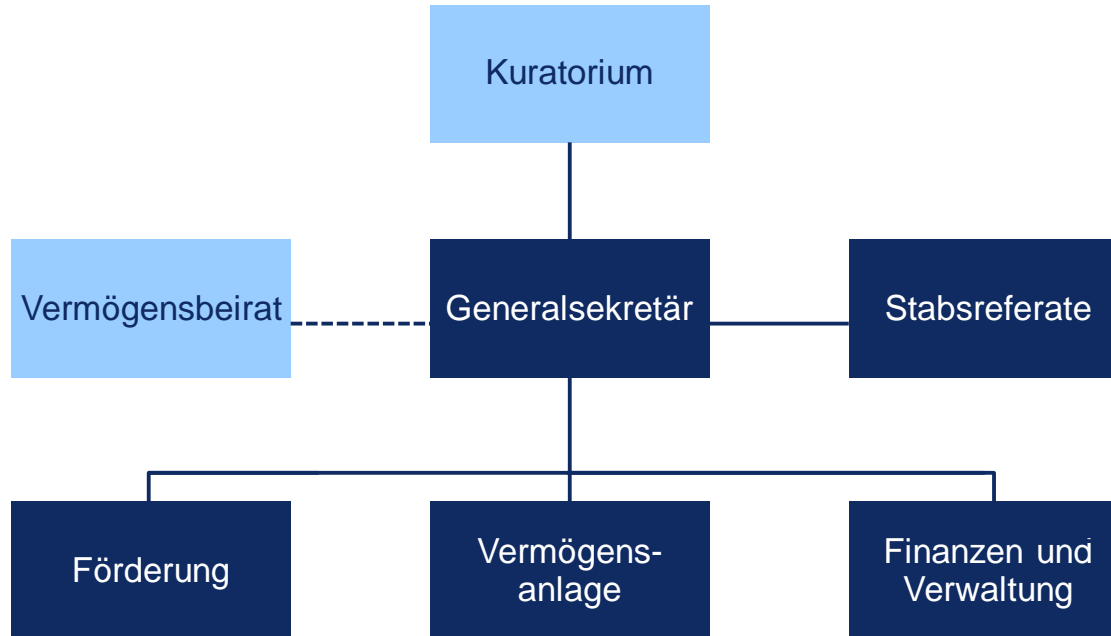 Kuratorium
Vermögensbeirat
Generalsekretär
Stabsreferate
Förderung
Vermögens-
anlage
Finanzen und
Verwaltung